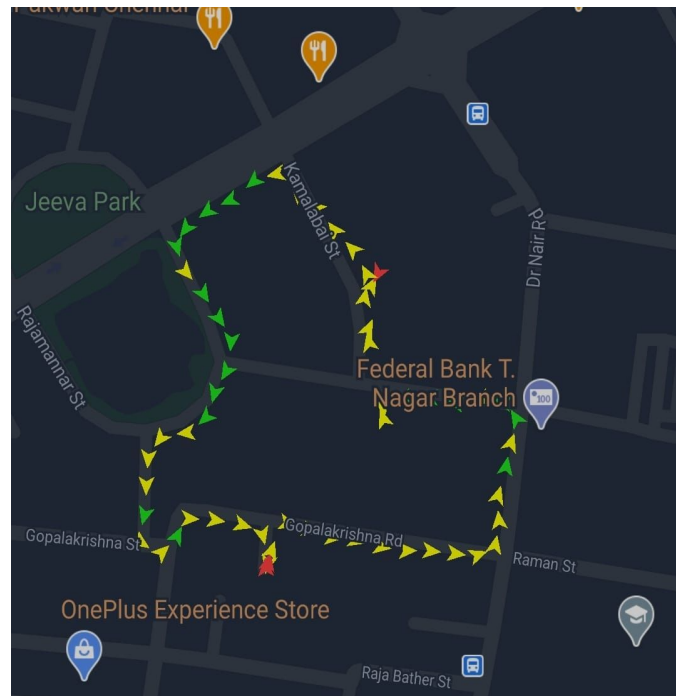 Jeeva Park
Kamalabal St
Dr Nair Rd
Rajamannar St
Federal Bank T.
Nagar Branch
100
Gopalakrishna St
Gopalakrishna Rd
Raman St
OnePlus Experience Store
Raja Bather St